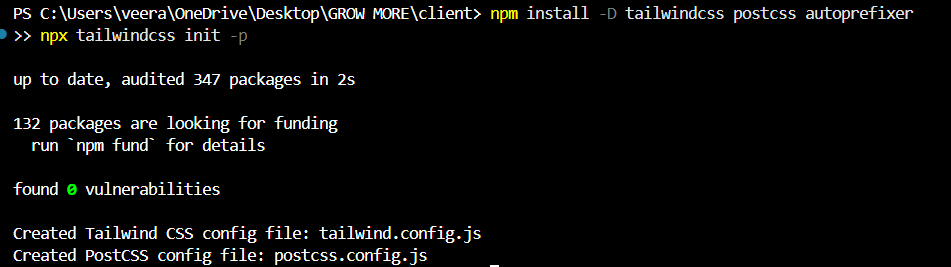 PS C:\Users\veera\OneDrive\Desktop\GROW MORE\client> npm install -D tailwindcss postcss autoprefixer
>> npx tailwindcss init -p
up to date, audited 347 packages in 2s
132 packages are looking for funding
run `npm fund` for details
found 0 vulnerabilities
Created Tailwind CSS config file: tailwind.config.js
Created PostCSS config file: postcss.config.js